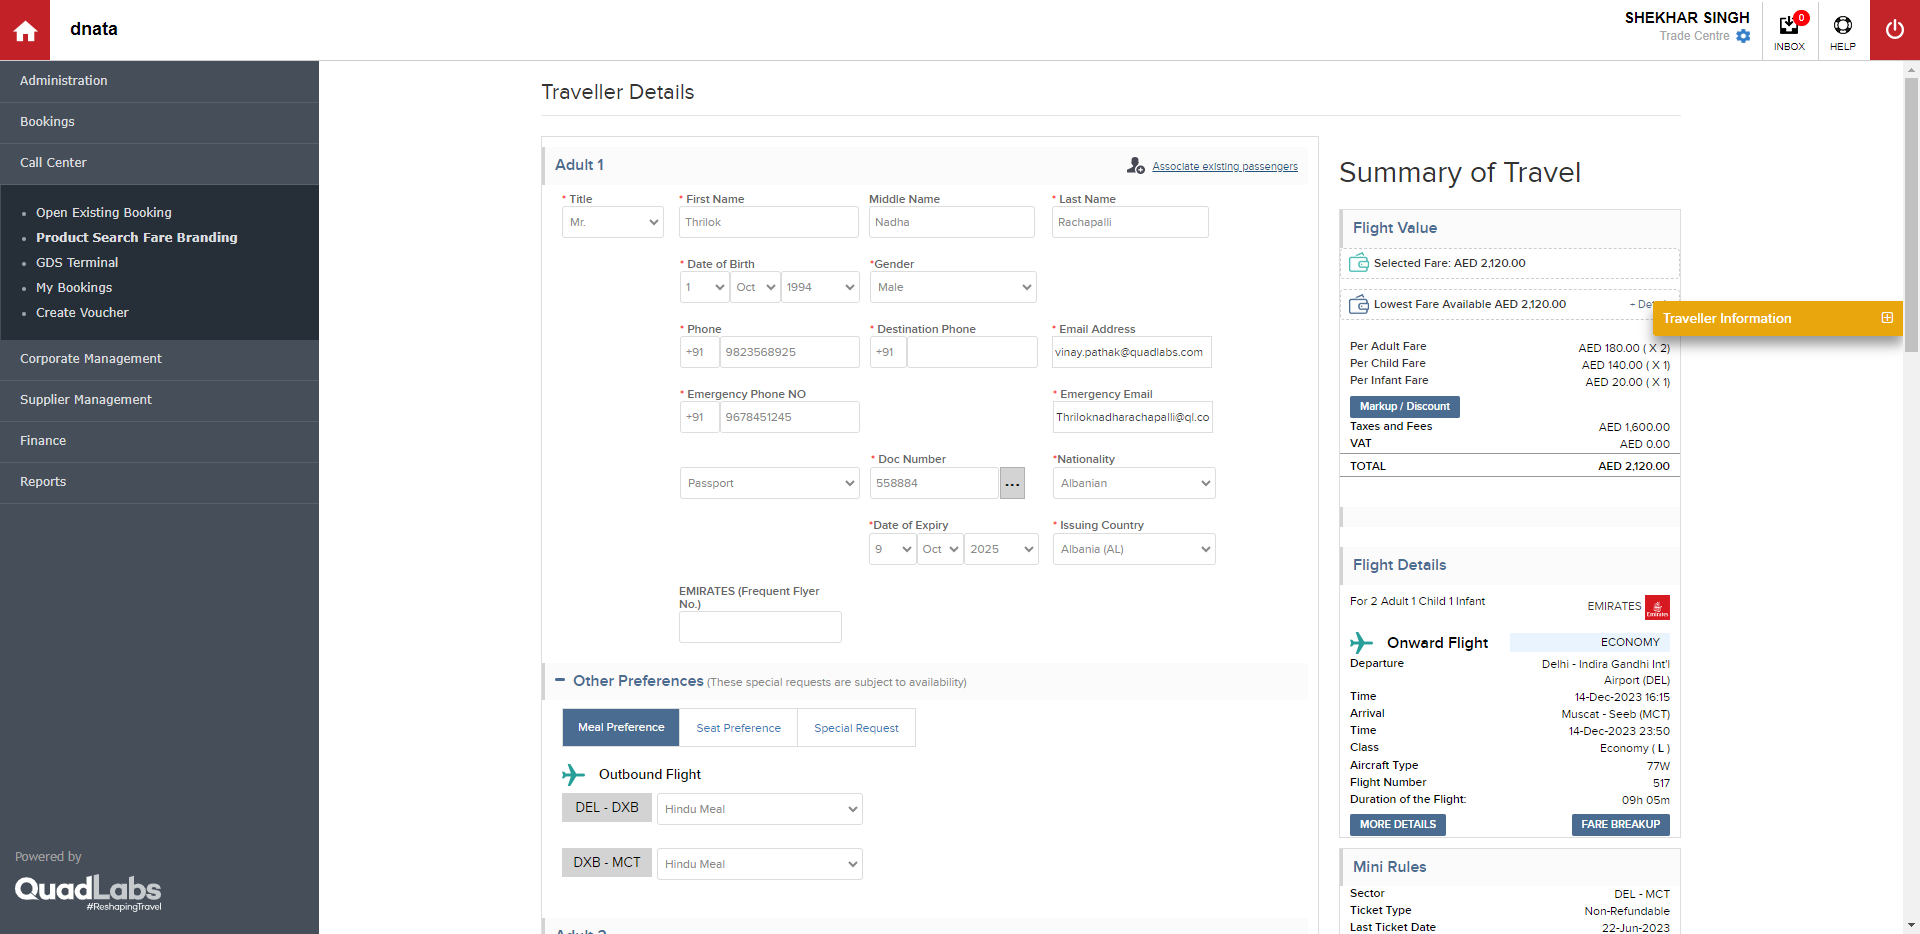 dnata
SHEKHAR SINGH
Trade Centre
0
INBOX
HELP
Administration
Bookings
Call Center
Open Existing Booking
Product Search Fare Branding
GDS Terminal
My Bookings
Create Voucher
Corporate Management
Supplier Management
Finance
Reports
Powered by
QuadLabs
#ReshapingTravel
Traveller Details
Adult 1
Associate existing passengers
* Title
* First Name
Middle Name
* Last Name
Mr.
Thrilok
Nadha
Rachapalli
* Date of Birth
*Gender
1
Oct
1994
Male
* Phone
* Destination Phone
* Email Address
+91
9823568925
+91
vinay.pathak@quadlabs.com
* Emergency Phone NO
* Emergency Email
+91
9678451245
Thriloknadharachapalli@ql.co
* Doc Number
*Nationality
Passport
558884
...
Albanian
*Date of Expiry
* Issuing Country
9
Oct
2025
Albania (AL)
EMIRATES (Frequent Flyer
No.)
Other Preferences (These special requests are subject to availability)
Meal Preference
Seat Preference
Special Request
Outbound Flight
DEL - DXB
Hindu Meal
DXB - MCT
Hindu Meal
Adult 2
Summary of Travel
Flight Value
Selected Fare: AED 2,120.00
Lowest Fare Available AED 2,120.00
Traveller Information
Per Adult Fare AED 180.00 ( X 2)
Per Child Fare AED 140.00 ( X 1)
Per Infant Fare AED 20.00 ( X 1)
Markup / Discount
Taxes and Fees AED 1,600.00
VAT AED 0.00
TOTAL AED 2,120.00
Flight Details
For 2 Adult 1 Child 1 Infant
EMIRATES
Emirates
Onward Flight
ECONOMY
Departure Delhi - Indira Gandhi Int'l
Airport (DEL)
Time 14-Dec-2023 16:15
Arrival Muscat - Seeb (MCT)
Time 14-Dec-2023 23:50
Class Economy ( L )
Aircraft Type 77W
Flight Number 517
Duration of the Flight: 09h 05m
MORE DETAILS
FARE BREAKUP
Mini Rules
Sector DEL - MCT
Ticket Type Non-Refundable
Last Ticket Date 22-Jun-2023